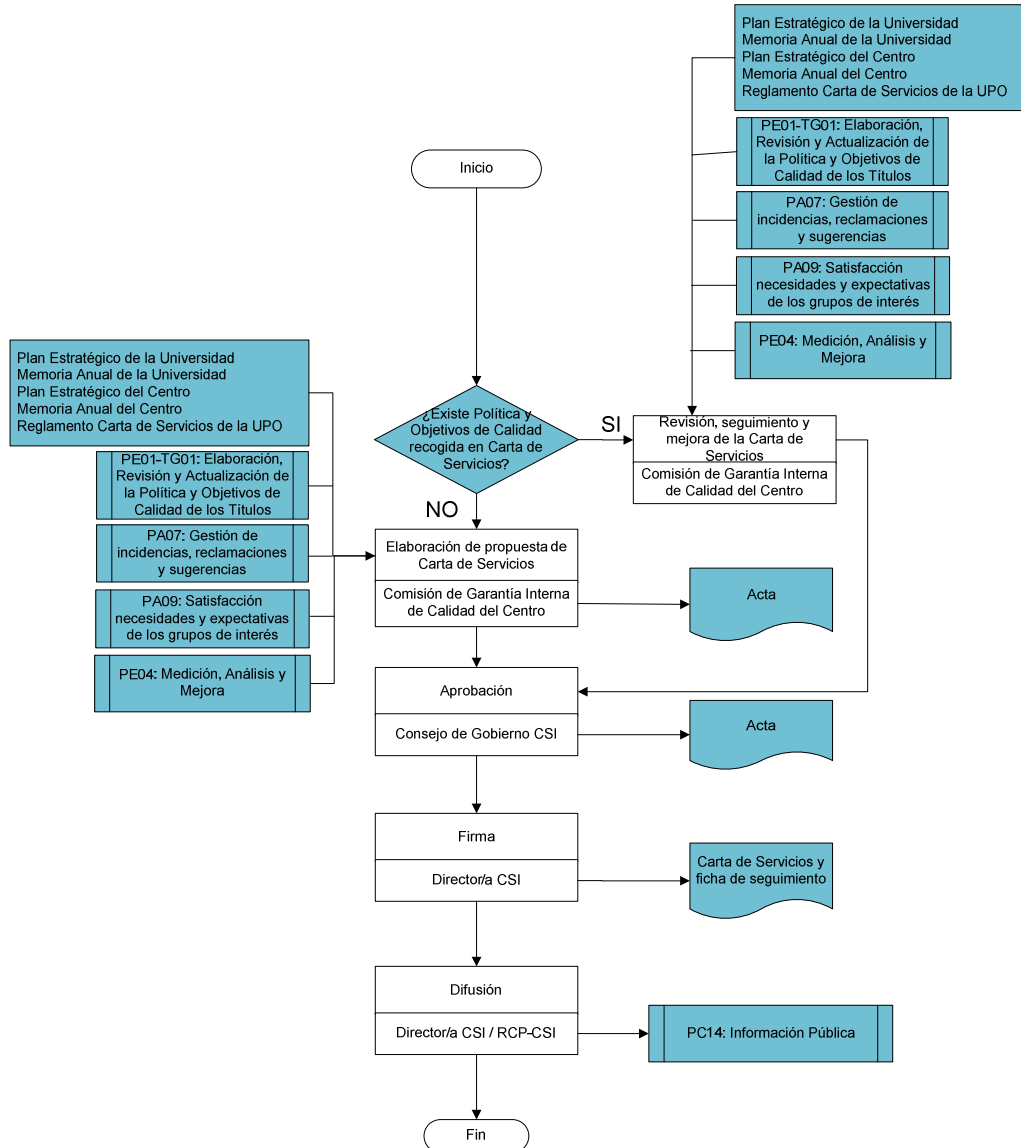 Plan Estratégico de la Universidad
Memoria Anual de la Universidad
Plan Estratégico del Centro
Memoria Anual del Centro
Reglamento Carta de Servicios de la UPO
PE01-TG01: Elaboración,
Revisión y Actualización de
la Política y Objetivos de
Calidad de los Títulos
PA07: Gestión de
incidencias, reclamaciones
y sugerencias
PA09: Satisfacción
necesidades y expectativas
de los grupos de interés
PE04: Medición, Análisis y
Mejora
Inicio
Plan Estratégico de la Universidad
Memoria Anual de la Universidad
Plan Estratégico del Centro
Memoria Anual del Centro
Reglamento Carta de Servicios de la UPO
PE01-TG01: Elaboración,
Revisión y Actualización de
la Política y Objetivos de
Calidad de los Títulos
PA07: Gestión de
incidencias, reclamaciones
y sugerencias
PA09: Satisfacción
necesidades y expectativas
de los grupos de interés
PE04: Medición, Análisis y
Mejora
¿Existe Política y
Objetivos de Calidad
recogida en Carta de
Servicios?
SI
Revisión, seguimiento y
mejora de la Carta de
Servicios
Comisión de Garantía Interna
de Calidad del Centro
NO
Elaboración de propuesta de
Carta de Servicios
Comisión de Garantía Interna
de Calidad del Centro
Acta
Aprobación
Consejo de Gobierno CSI
Acta
Firma
Director/a CSI
Carta de Servicios y
ficha de seguimiento
Difusión
Director/a CSI / RCP-CSI
PC14: Información Pública
Fin